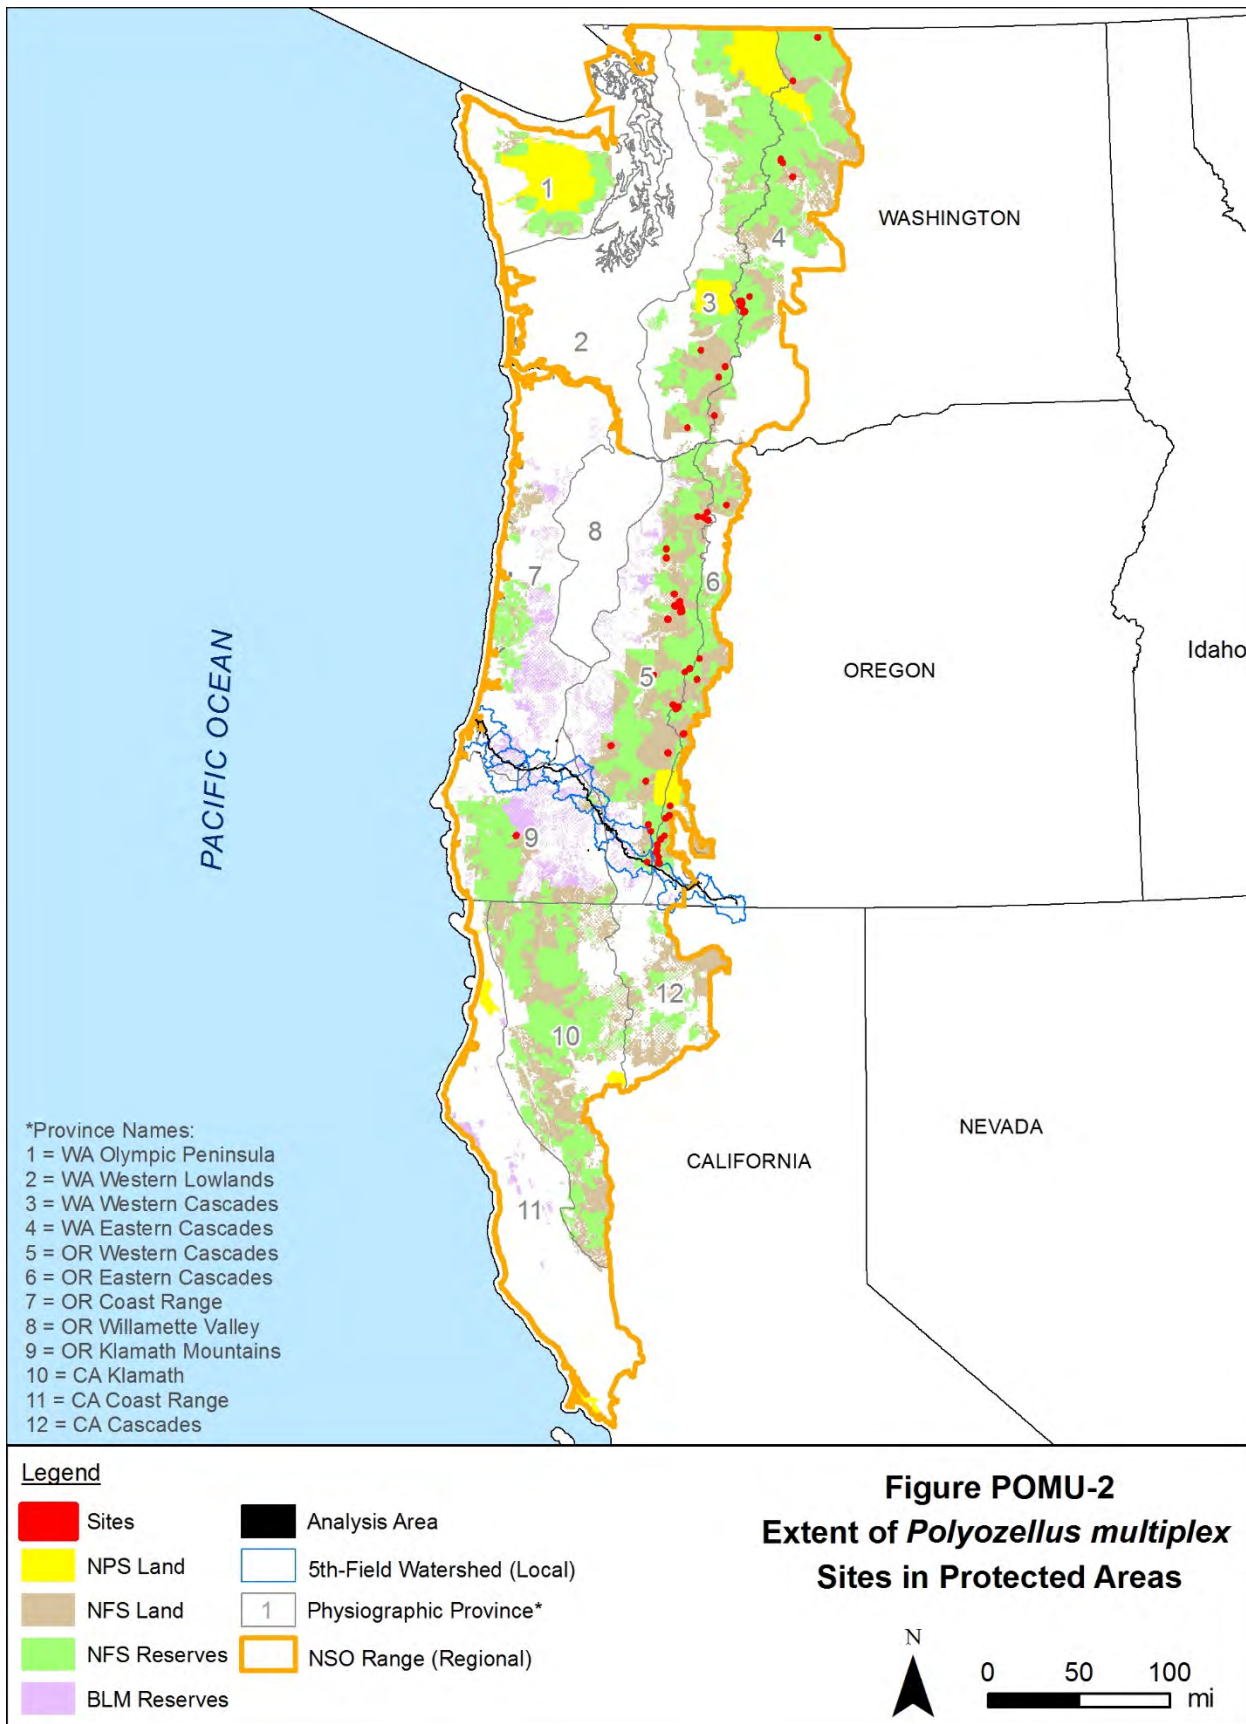 WASHINGTON
1
4
3
2
8
7
6
5
OREGON
Idaho
PACIFIC OCEAN
9
12
10
NEVADA
CALIFORNIA
11
*Province Names:
1 = WA Olympic Peninsula
2 = WA Western Lowlands
3 = WA Western Cascades
4 = WA Eastern Cascades
5 = OR Western Cascades
6 = OR Eastern Cascades
7 = OR Coast Range
8 = OR Willamette Valley
9 = OR Klamath Mountains
10 = CA Klamath
11 = CA Coast Range
12 = CA Cascades
Legend
Sites
NPS Land
NFS Land
NFS Reserves
BLM Reserves
Analysis Area
5th-Field Watershed (Local)
1 Physiographic Province*
NSO Range (Regional)
Figure POMU-2
Extent of Polyozellus multiplex
Sites in Protected Areas
N
0 50 100
mi